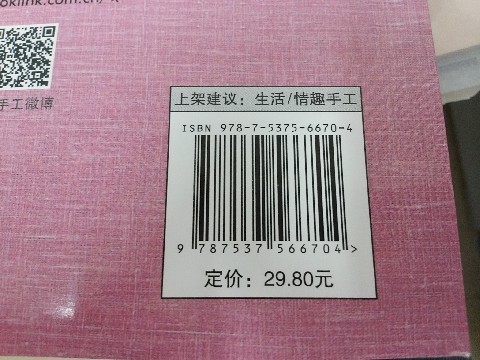 oklink.com.cn
手工微博
上架建议：生活/情趣手工
ISBN 978-7-5375-6670-4
9 787537 566704 >
定价：29.80元